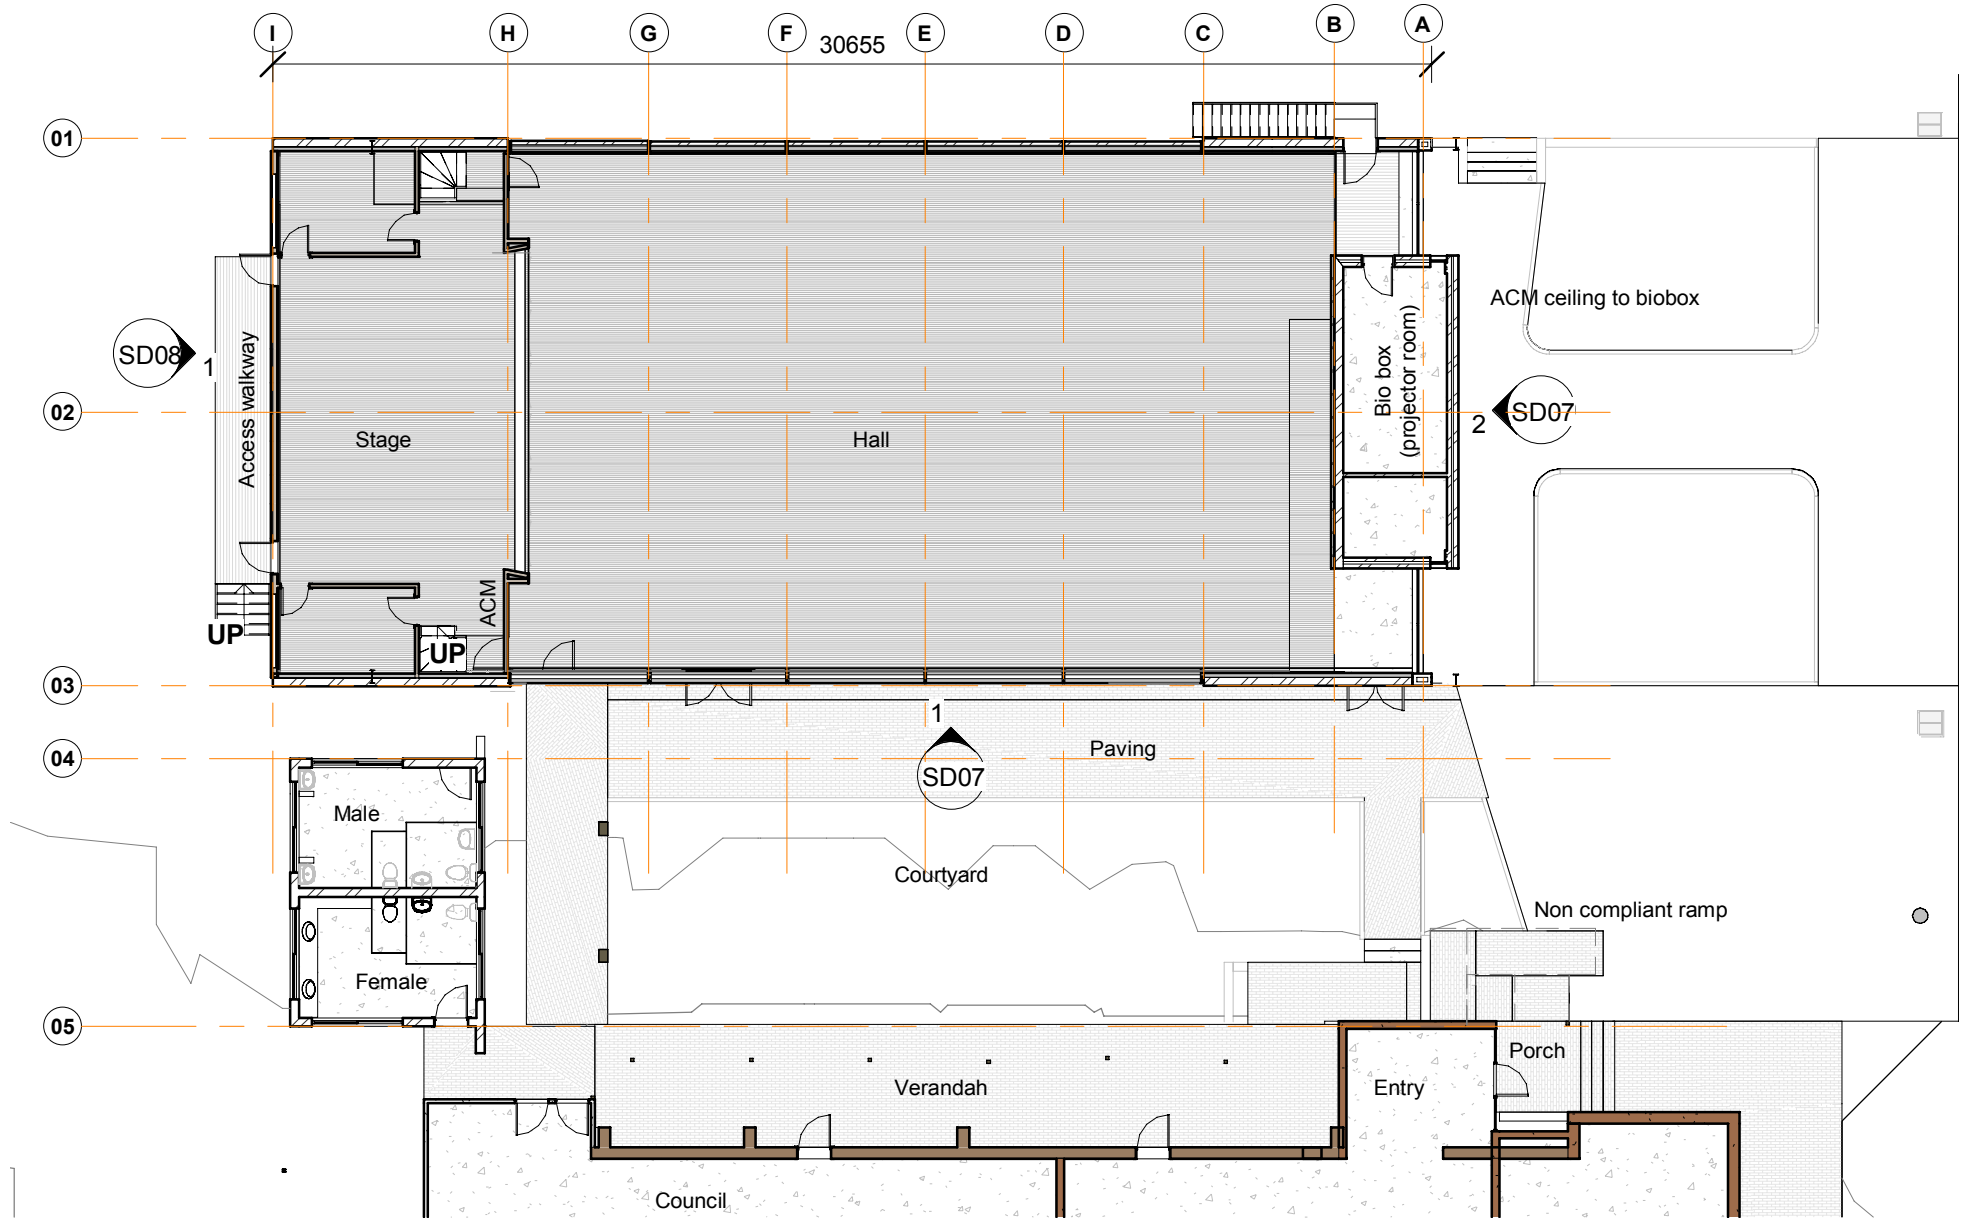 I
H
G
F
E
D
C
B
A
30655
01
ACM ceiling to biobox
SD08
1
Access walkway
Bio box
(projector room)
02
Stage
Hall
2
SD07
ACM
UP
UP
03
1
SD07
Paving
04
Male
Courtyard
Non compliant ramp
Female
05
Porch
Verandah
Entry
Council